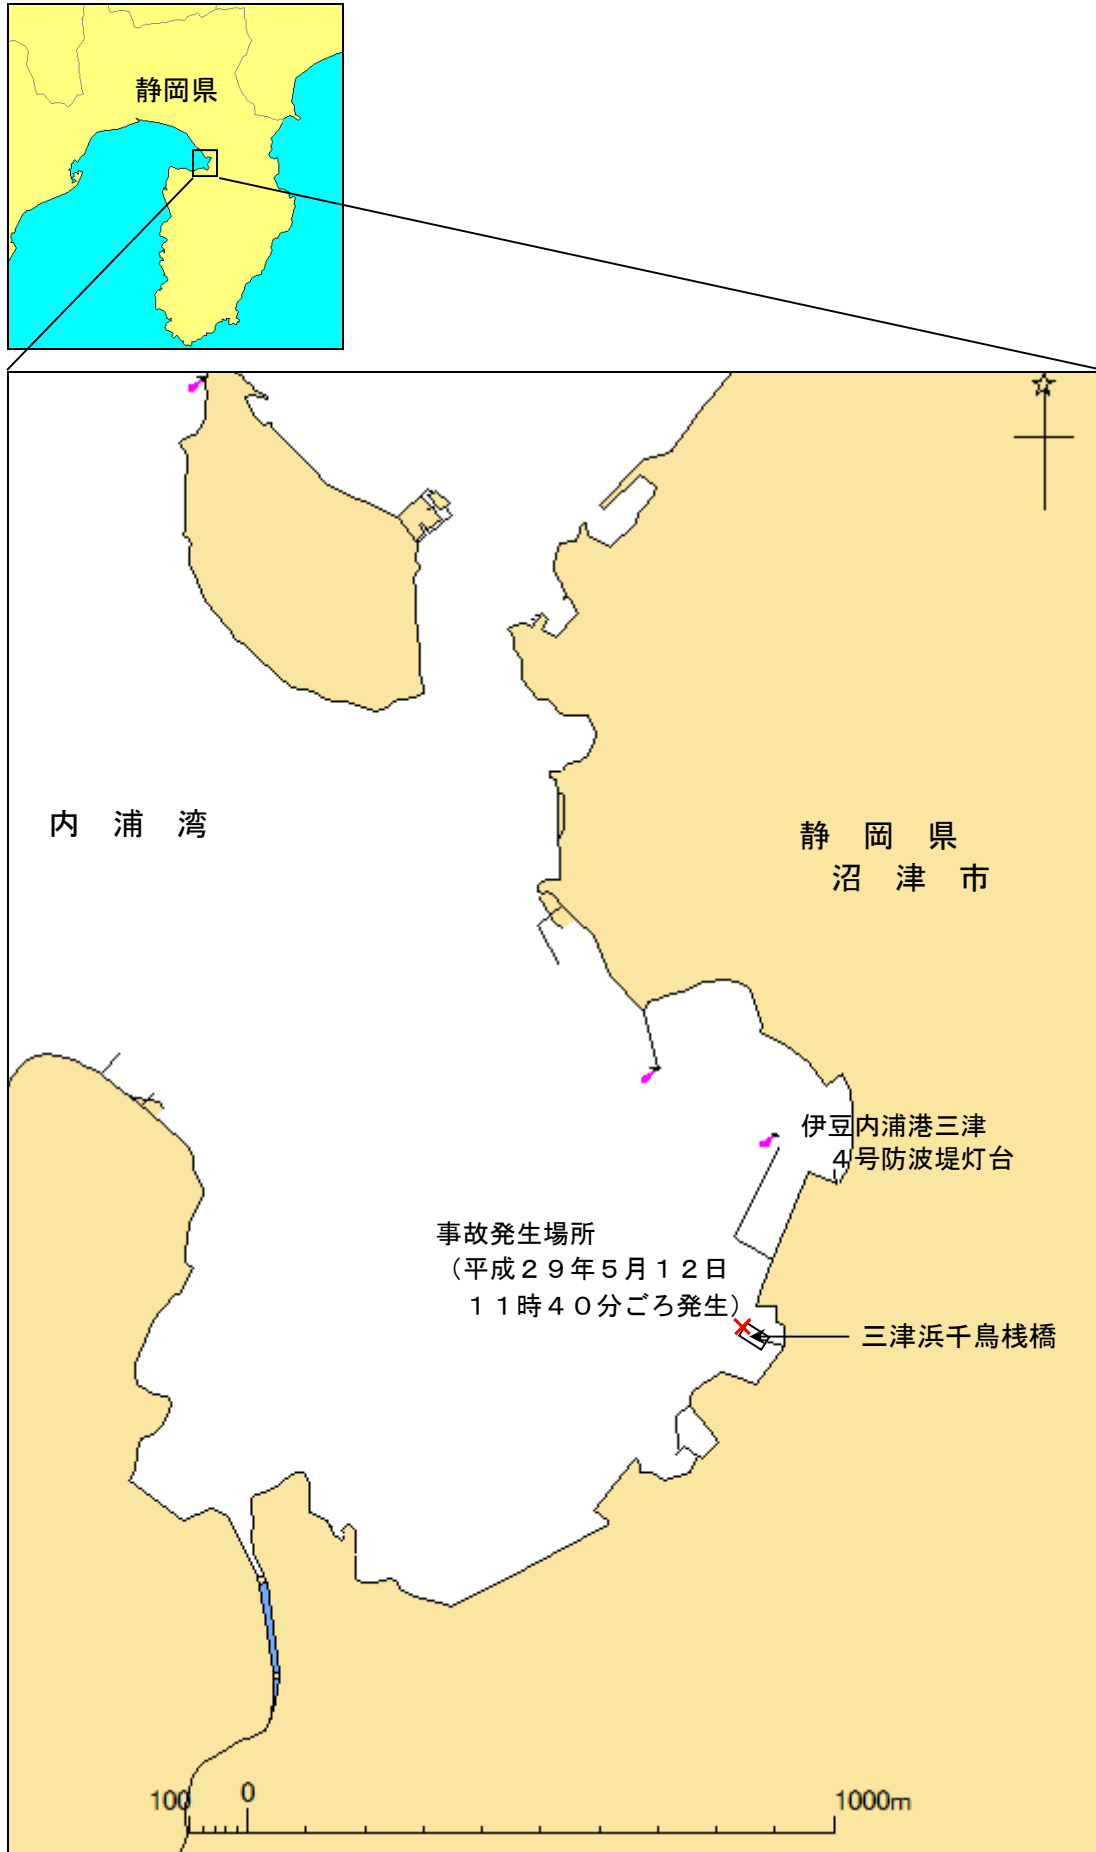 静岡県
内浦湾
静岡県
沼津市
伊豆内浦港三津
4号防波堤灯台
事故発生場所
（平成２９年５月１２日
１１時４０分ごろ発生）
三津浜千鳥桟橋
100 0 1000m